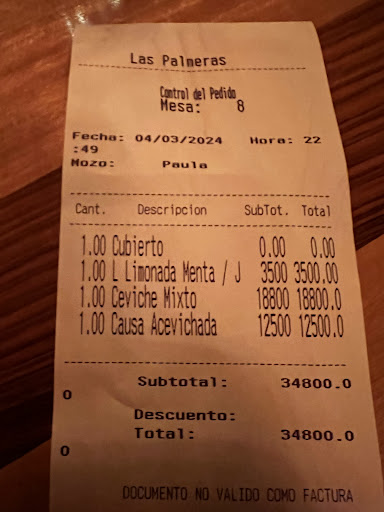 Las Palmeras
Control del Pedido
Mesa: 8
Fecha: 04/03/2024 Hora: 22
:49
Mozo: Paula
Cant. Descripcion SubTot. Total
1.00 Cubierto 0.00 0.00
1.00 L Limonada Menta / J 3500 3500.00
1.00 Ceviche Mixto 18800 18800.0
1.00 Causa Acevichada 12500 12500.0
Subtotal: 34800.0
0
Descuento:
Total: 34800.0
0
DOCUMENTO NO VALIDO COMO FACTURA